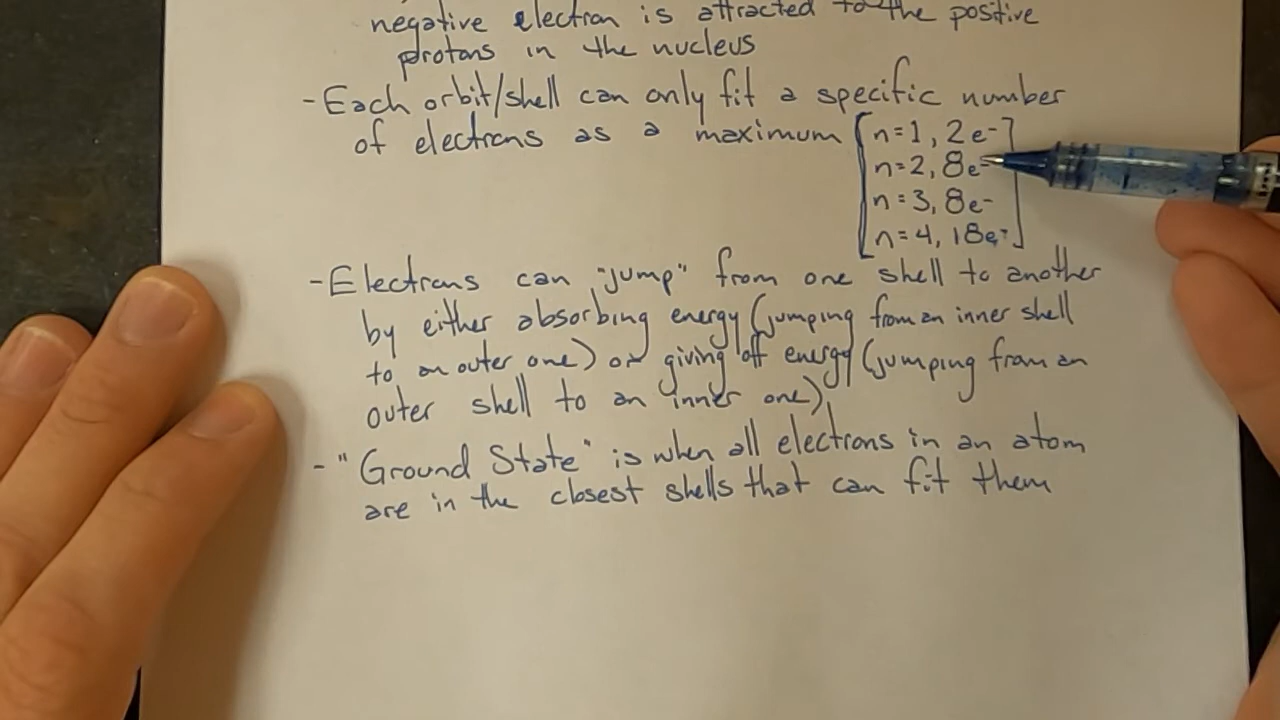 negative electron is attracted to the positive
protons in the nucleus
- Each orbit/shell can only fit a specific number
of electrons as a maximum [n=1, 2e-]
n=2, 8e-
n=3, 8e-
n=4, 18e-
- Electrons can "jump" from one shell to another
by either absorbing energy (jumping from an inner shell
to an outer one) or giving off energy (jumping from an
outer shell to an inner one).
- "Ground State" is when all electrons in an atom
are in the closest shells that can fit them